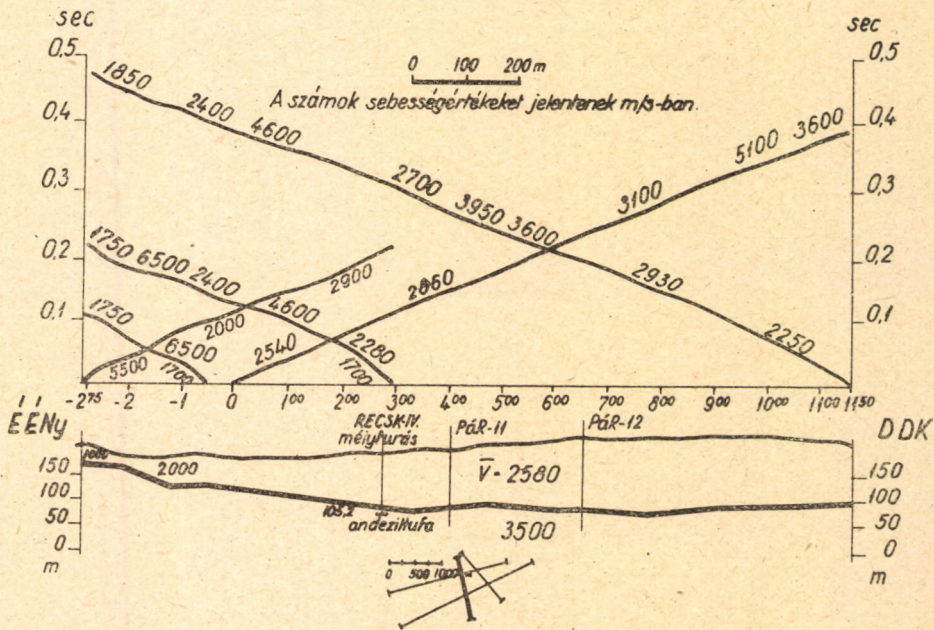 sec
sec
0,5
0,5
0 100 200 m
A számok sebességértékeket jelentenek m/s-ban.
1850
2400
4600
3600
5100
0,4
0,4
2700
3100
0,3
0,3
3950
3600
1750
6500
2400
2900
2860
2930
0,2
0,2
4600
1750
2000
2280
2250
0,1
0,1
6500
2540
5500
1700
1700
-2⁷⁵ -2 -1 0 1⁰⁰ 2⁰⁰ 3⁰⁰ 4⁰⁰ 5⁰⁰ 6⁰⁰ 7⁰⁰ 8⁰⁰ 9⁰⁰ 10⁰⁰ 11⁰⁰ 11⁵⁰
ÉÉNy
RECSK-IV.
mélyfúrás
PáR-11
PáR-12
DDK
2000
V̄-2580
150
150
100
100
50
andezittufa
3500
50
0
0
m
m
0 500 1000